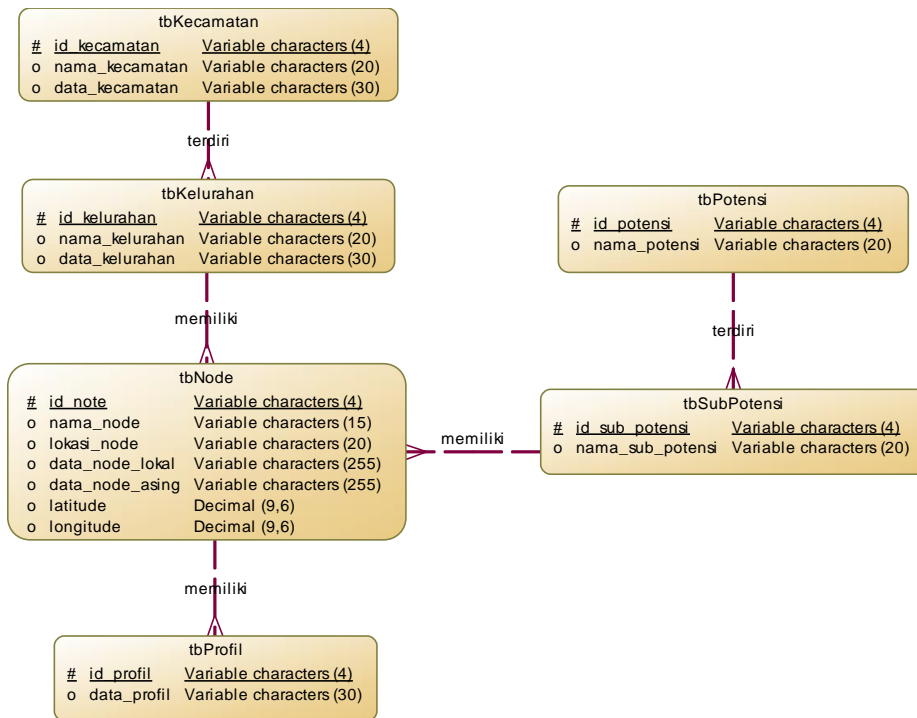 tbKecamatan
# id_kecamatan Variable characters (4)
o nama_kecamatan Variable characters (20)
o data_kecamatan Variable characters (30)
terdiri
tbKelurahan
# id_kelurahan Variable characters (4)
o nama_kelurahan Variable characters (20)
o data_kelurahan Variable characters (30)
memiliki
tbNode
# id_note Variable characters (4)
o nama_node Variable characters (15)
o lokasi_node Variable characters (20)
o data_node_lokal Variable characters (255)
o data_node_asing Variable characters (255)
o latitude Decimal (9,6)
o longitude Decimal (9,6)
memiliki
tbProfil
# id_profil Variable characters (4)
o data_profil Variable characters (30)
tbPotensi
# id_potensi Variable characters (4)
o nama_potensi Variable characters (20)
terdiri
tbSubPotensi
# id_sub_potensi Variable characters (4)
o nama_sub_potensi Variable characters (20)
memiliki